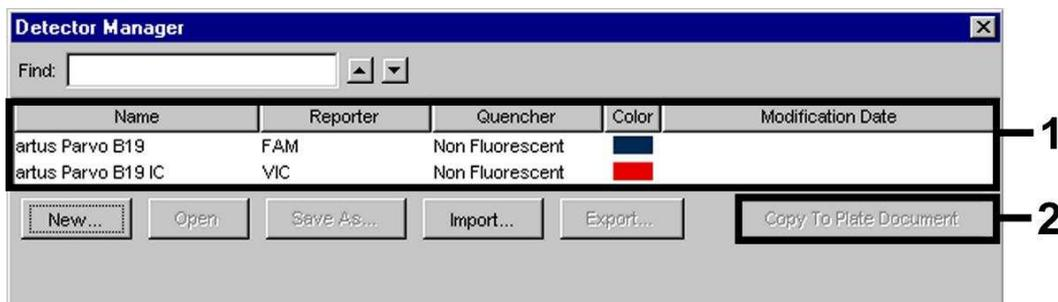 Detector Manager
Find:
Name Reporter Quencher Color Modification Date
artus Parvo B19 FAM Non Fluorescent
artus Parvo B19 IC VIC Non Fluorescent
1
New... Open Save As... Import... Export... Copy To Plate Document
2